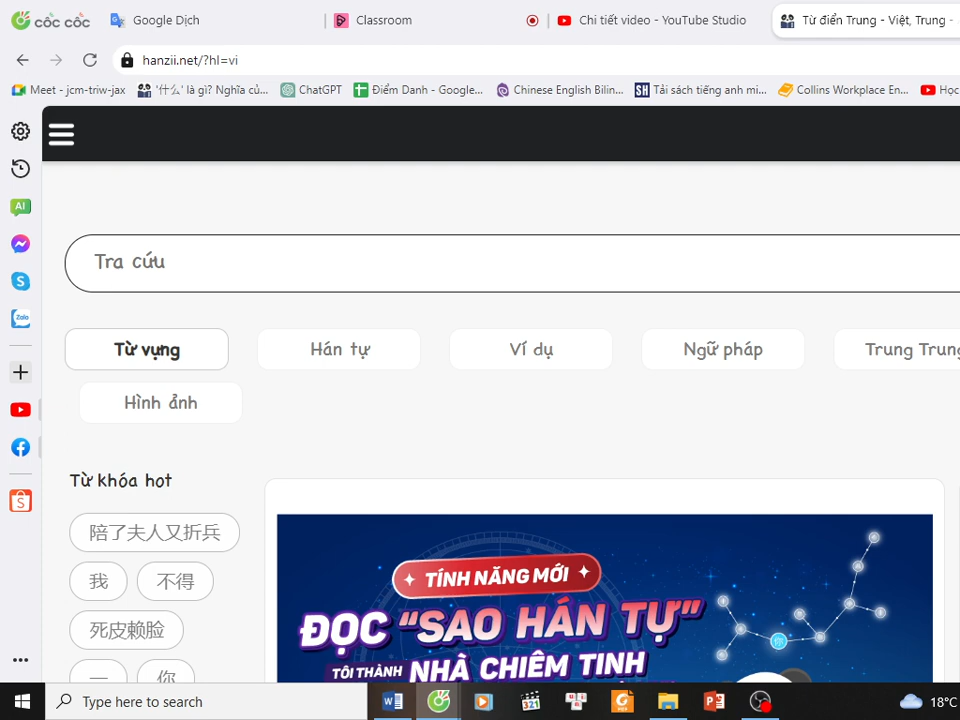 cốc cốc
Google Dịch
Classroom
Chi tiết video - YouTube Studio
Từ điển Trung - Việt, Trung -
hanzii.net/?hl=vi
Meet - jcm-triw-jax
'什么' là gì? Nghĩa củ...
ChatGPT
Điểm Danh - Google...
Chinese English Bilin...
SH
Tải sách tiếng anh mi...
Collins Workplace En...
Học
AI
Zalo
Tra cứu
Từ vựng
Hán tự
Ví dụ
Ngữ pháp
Trung Trung
Hình ảnh
Từ khóa hot
陪了夫人又折兵
我
不得
死皮赖脸
一
你
TÍNH NĂNG MỚI
ĐỌC “SAO HÁN TỰ”
TÔI THÀNH NHÀ CHIÊM TINH
你
Type here to search
321
18°C